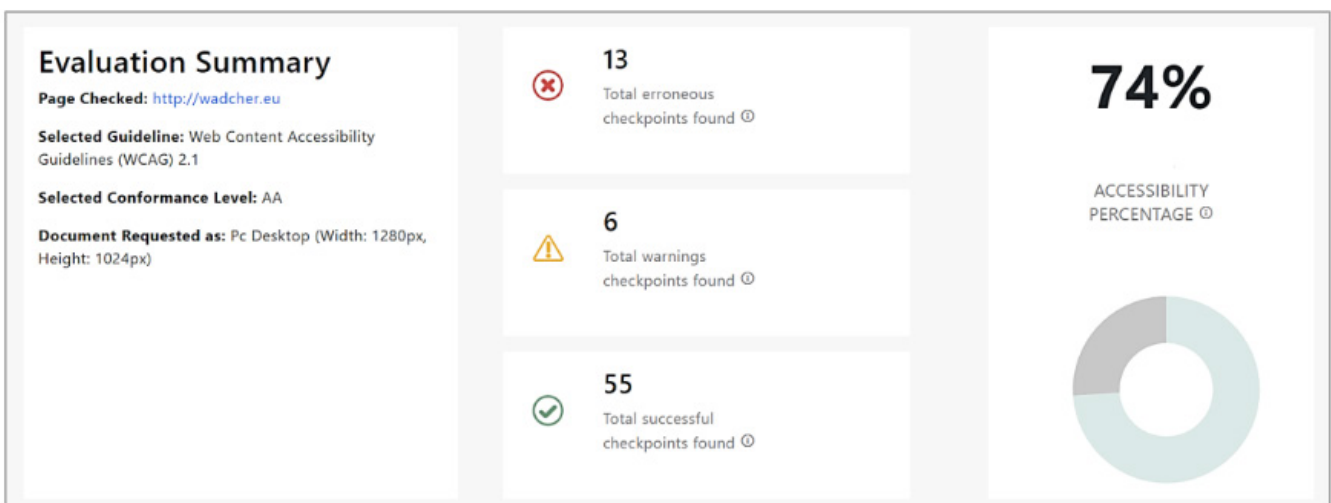 Evaluation Summary
Page Checked: http://wadcher.eu
Selected Guideline: Web Content Accessibility
Guidelines (WCAG) 2.1
Selected Conformance Level: AA
Document Requested as: Pc Desktop (Width: 1280px,
Height: 1024px)
13
Total erroneous
checkpoints found
6
Total warnings
checkpoints found
55
Total successful
checkpoints found
74%
ACCESSIBILITY
PERCENTAGE